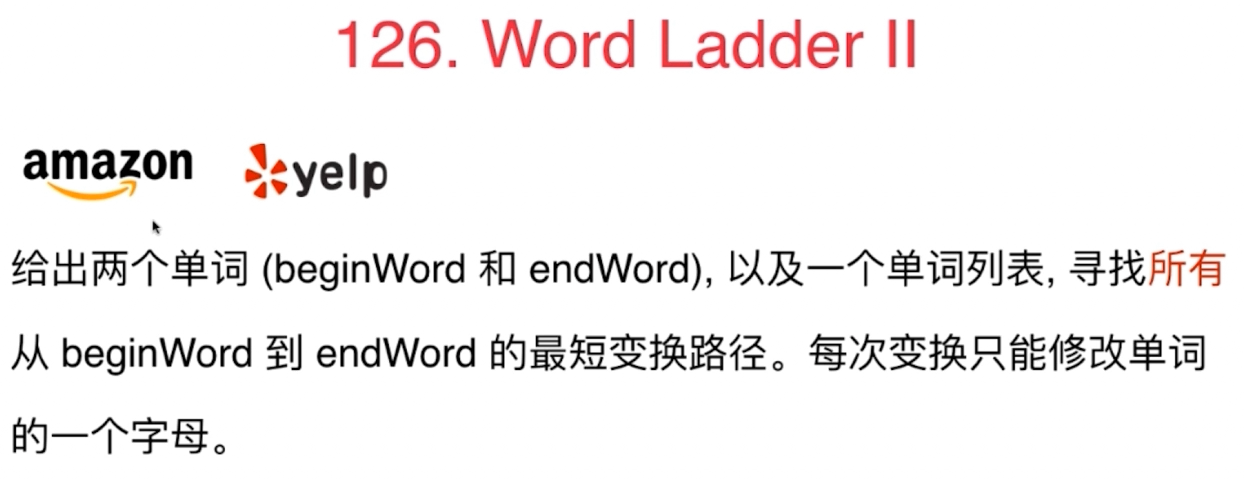 126. Word Ladder II
amazon yelp
给出两个单词 (beginWord 和 endWord), 以及一个单词列表, 寻找所有
从 beginWord 到 endWord 的最短变换路径。每次变换只能修改单词
的一个字母。